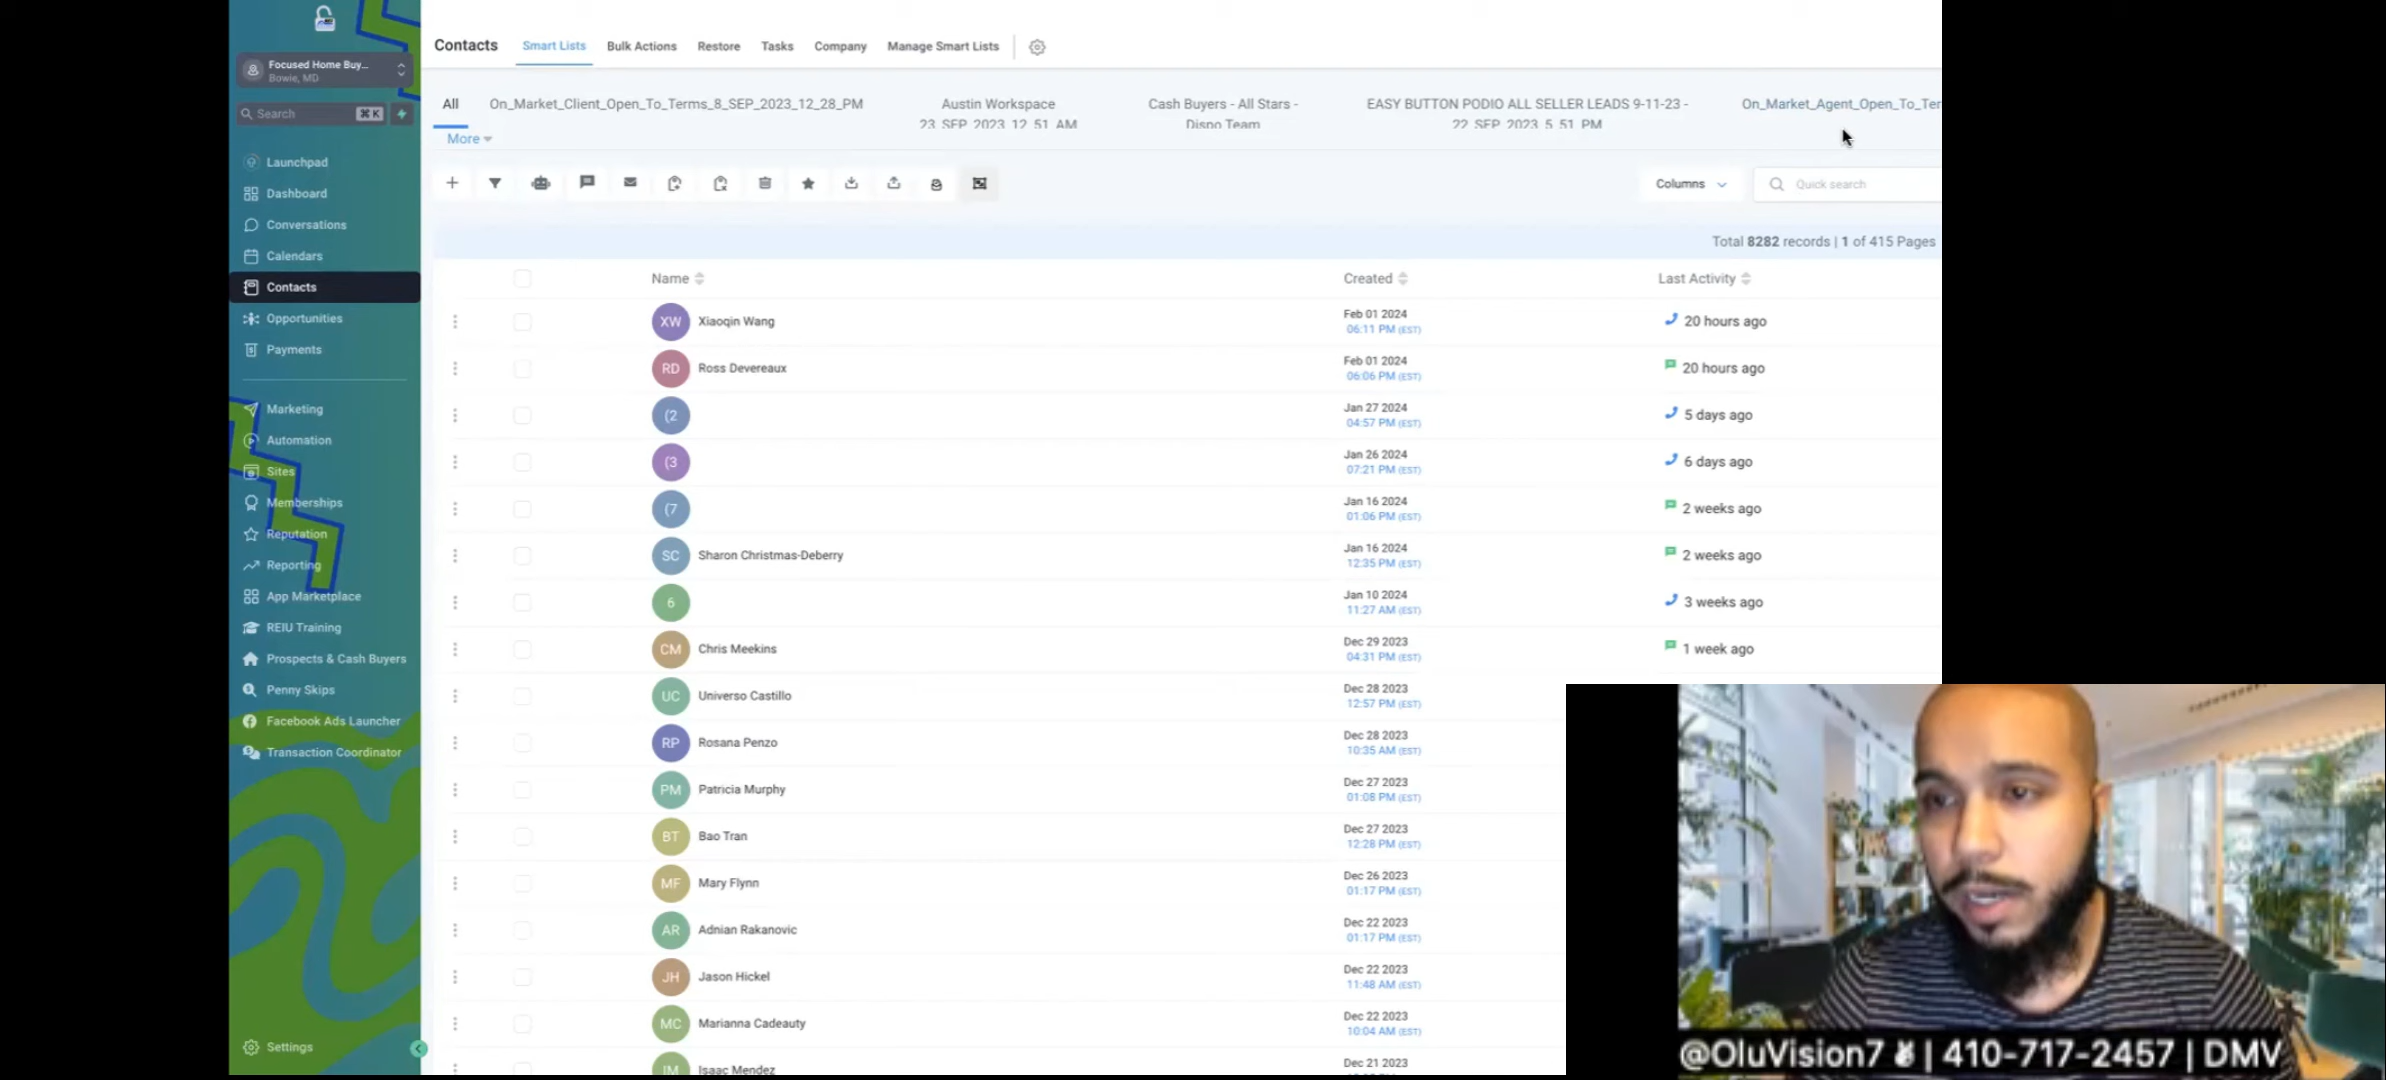 Focused Home Buy...
Bowie, MD
Search
⌘ K
Launchpad
Dashboard
Conversations
Calendars
Contacts
Opportunities
Payments
Marketing
Automation
Sites
Memberships
Reputation
Reporting
App Marketplace
REIU Training
Prospects & Cash Buyers
Penny Skips
Facebook Ads Launcher
Transaction Coordinator
Settings
Contacts Smart Lists Bulk Actions Restore Tasks Company Manage Smart Lists
All On_Market_Client_Open_To_Terms_8_SEP_2023_12_28_PM Austin Workspace Cash Buyers - All Stars - EASY BUTTON PODIO ALL SELLER LEADS 9-11-23 - On_Market_Agent_Open_To_Ter
23_SEP_2023_12_51_AM Dispo Team 22_SEP_2023_5_51_PM
More
Columns Quick search
Total 8282 records | 1 of 415 Pages
Name Created Last Activity
XW Xiaoqin Wang Feb 01 2024 20 hours ago
06:11 PM (EST)
RD Ross Devereaux Feb 01 2024 20 hours ago
06:06 PM (EST)
(2 Jan 27 2024 5 days ago
04:57 PM (EST)
(3 Jan 26 2024 6 days ago
07:21 PM (EST)
(7 Jan 16 2024 2 weeks ago
01:06 PM (EST)
SC Sharon Christmas-Deberry Jan 16 2024 2 weeks ago
12:35 PM (EST)
6 Jan 10 2024 3 weeks ago
11:27 AM (EST)
CM Chris Meekins Dec 29 2023 1 week ago
04:31 PM (EST)
UC Universo Castillo Dec 28 2023
12:57 PM (EST)
RP Rosana Penzo Dec 28 2023
10:35 AM (EST)
PM Patricia Murphy Dec 27 2023
01:08 PM (EST)
BT Bao Tran Dec 27 2023
12:28 PM (EST)
MF Mary Flynn Dec 26 2023
01:17 PM (EST)
AR Adnian Rakanovic Dec 22 2023
01:17 PM (EST)
JH Jason Hickel Dec 22 2023
11:48 AM (EST)
MC Marianna Cadeauty Dec 22 2023
10:04 AM (EST)
IM Isaac Mendez Dec 21 2023
@OluVision7 ✌ | 410-717-2457 | DMV